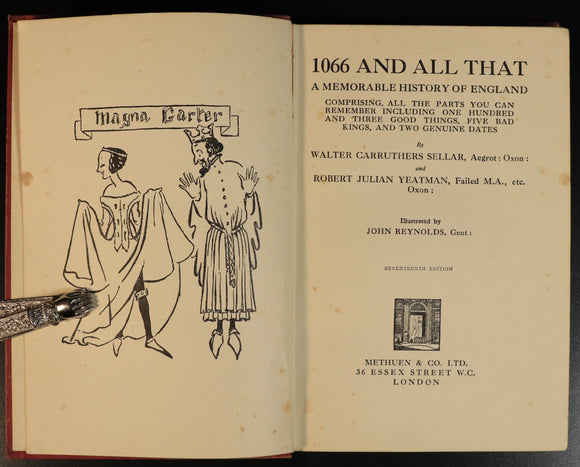 Magna Garter
1066 AND ALL THAT
A MEMORABLE HISTORY OF ENGLAND
COMPRISING, ALL THE PARTS YOU CAN
REMEMBER INCLUDING ONE HUNDRED
AND THREE GOOD THINGS, FIVE BAD
KINGS, AND TWO GENUINE DATES
By
WALTER CARRUTHERS SELLAR, Aegrot: Oxon:
and
ROBERT JULIAN YEATMAN, Failed M.A., etc.
Oxon:
Illustrated by
JOHN REYNOLDS, Gent:
SEVENTEENTH EDITION
METHUEN & CO. LTD.
36 ESSEX STREET W.C.
LONDON